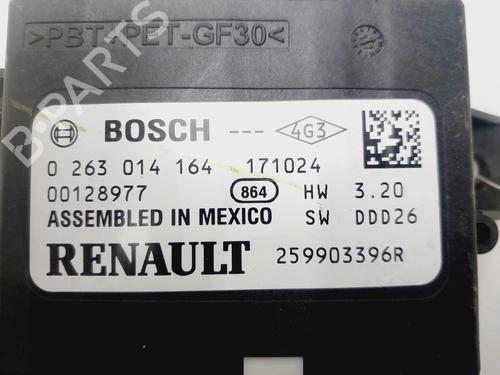 >PBT+PET-GF30<
BOSCH --- 4G3
0 263 014 164 171024
00128977 864 HW 3.20
ASSEMBLED IN MEXICO SW DDD26
RENAULT 259903396R
B-PARTS